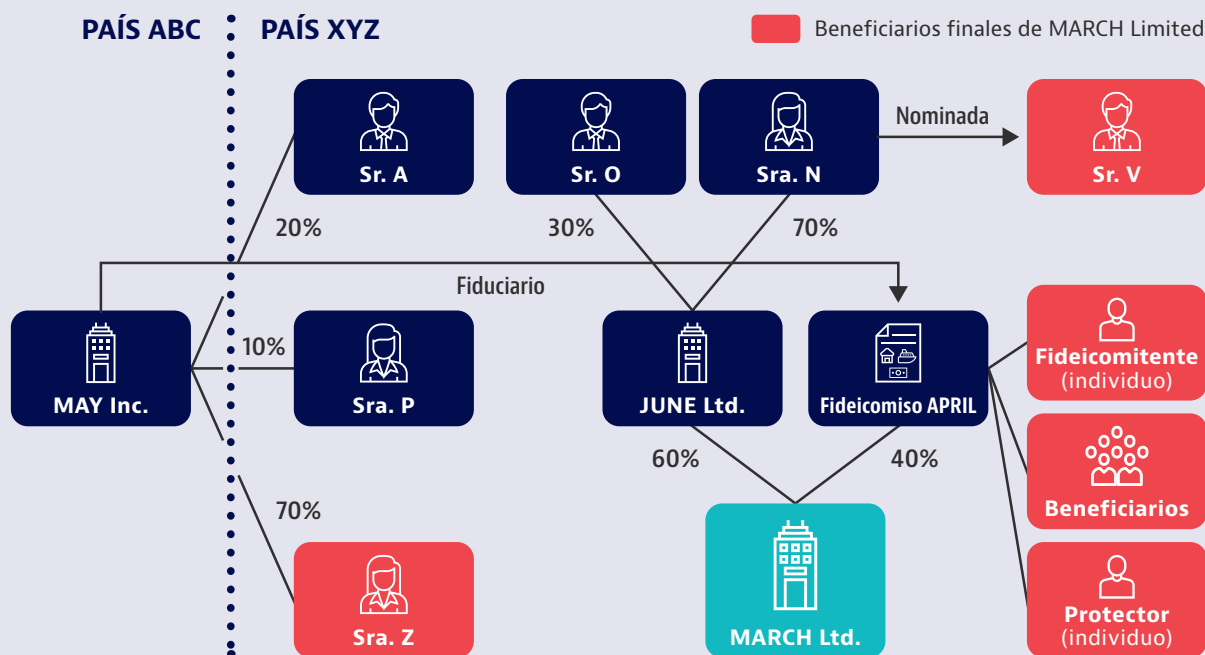 PAÍS ABC
PAÍS XYZ
Beneficiarios finales de MARCH Limited
Sr. A
Sr. O
Sra. N
Nominada
Sr. V
20%
30%
70%
Fiduciario
MAY Inc.
10%
Sra. P
JUNE Ltd.
Fideicomiso APRIL
Fideicomitente
(individuo)
60%
40%
Beneficiarios
70%
Sra. Z
MARCH Ltd.
Protector
(individuo)